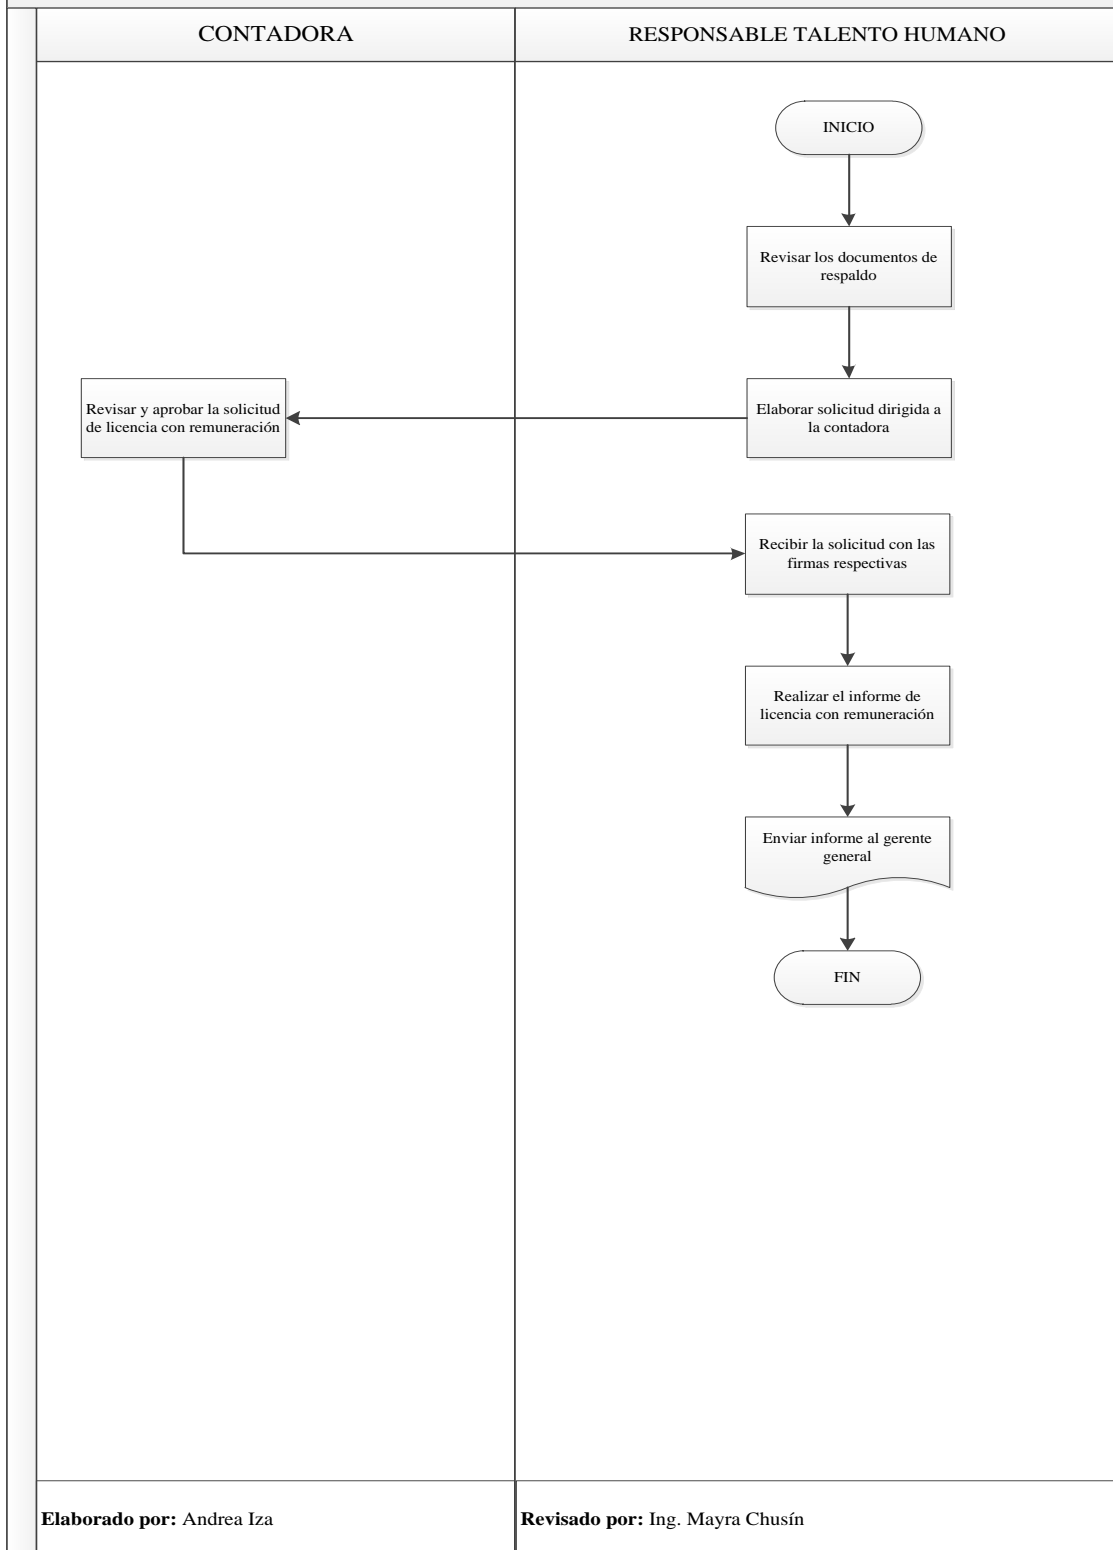 CONTADORA
RESPONSABLE TALENTO HUMANO
INICIO
Revisar los documentos de
respaldo
Elaborar solicitud dirigida a
la contadora
Revisar y aprobar la solicitud
de licencia con remuneración
Recibir la solicitud con las
firmas respectivas
Realizar el informe de
licencia con remuneración
Enviar informe al gerente
general
FIN
Elaborado por: Andrea Iza
Revisado por: Ing. Mayra Chusín